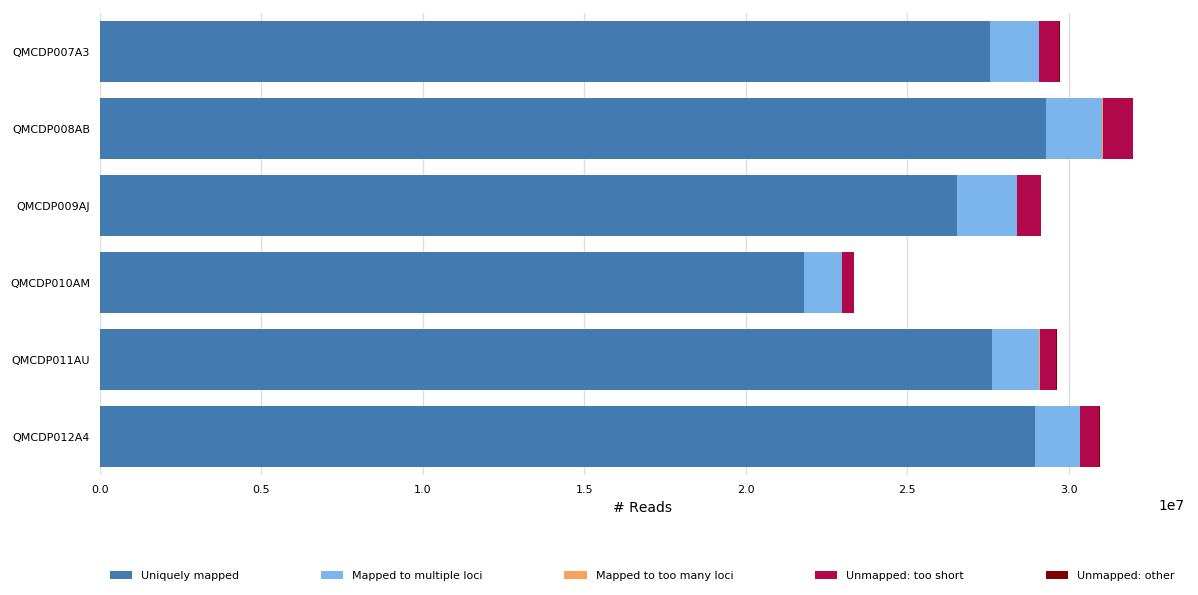 QMCDP007A3
QMCDP008AB
QMCDP009AJ
QMCDP010AM
QMCDP011AU
QMCDP012A4
0.0 0.5 1.0 1.5 2.0 2.5 3.0
# Reads 1e7
Uniquely mapped Mapped to multiple loci Mapped to too many loci Unmapped: too short Unmapped: other